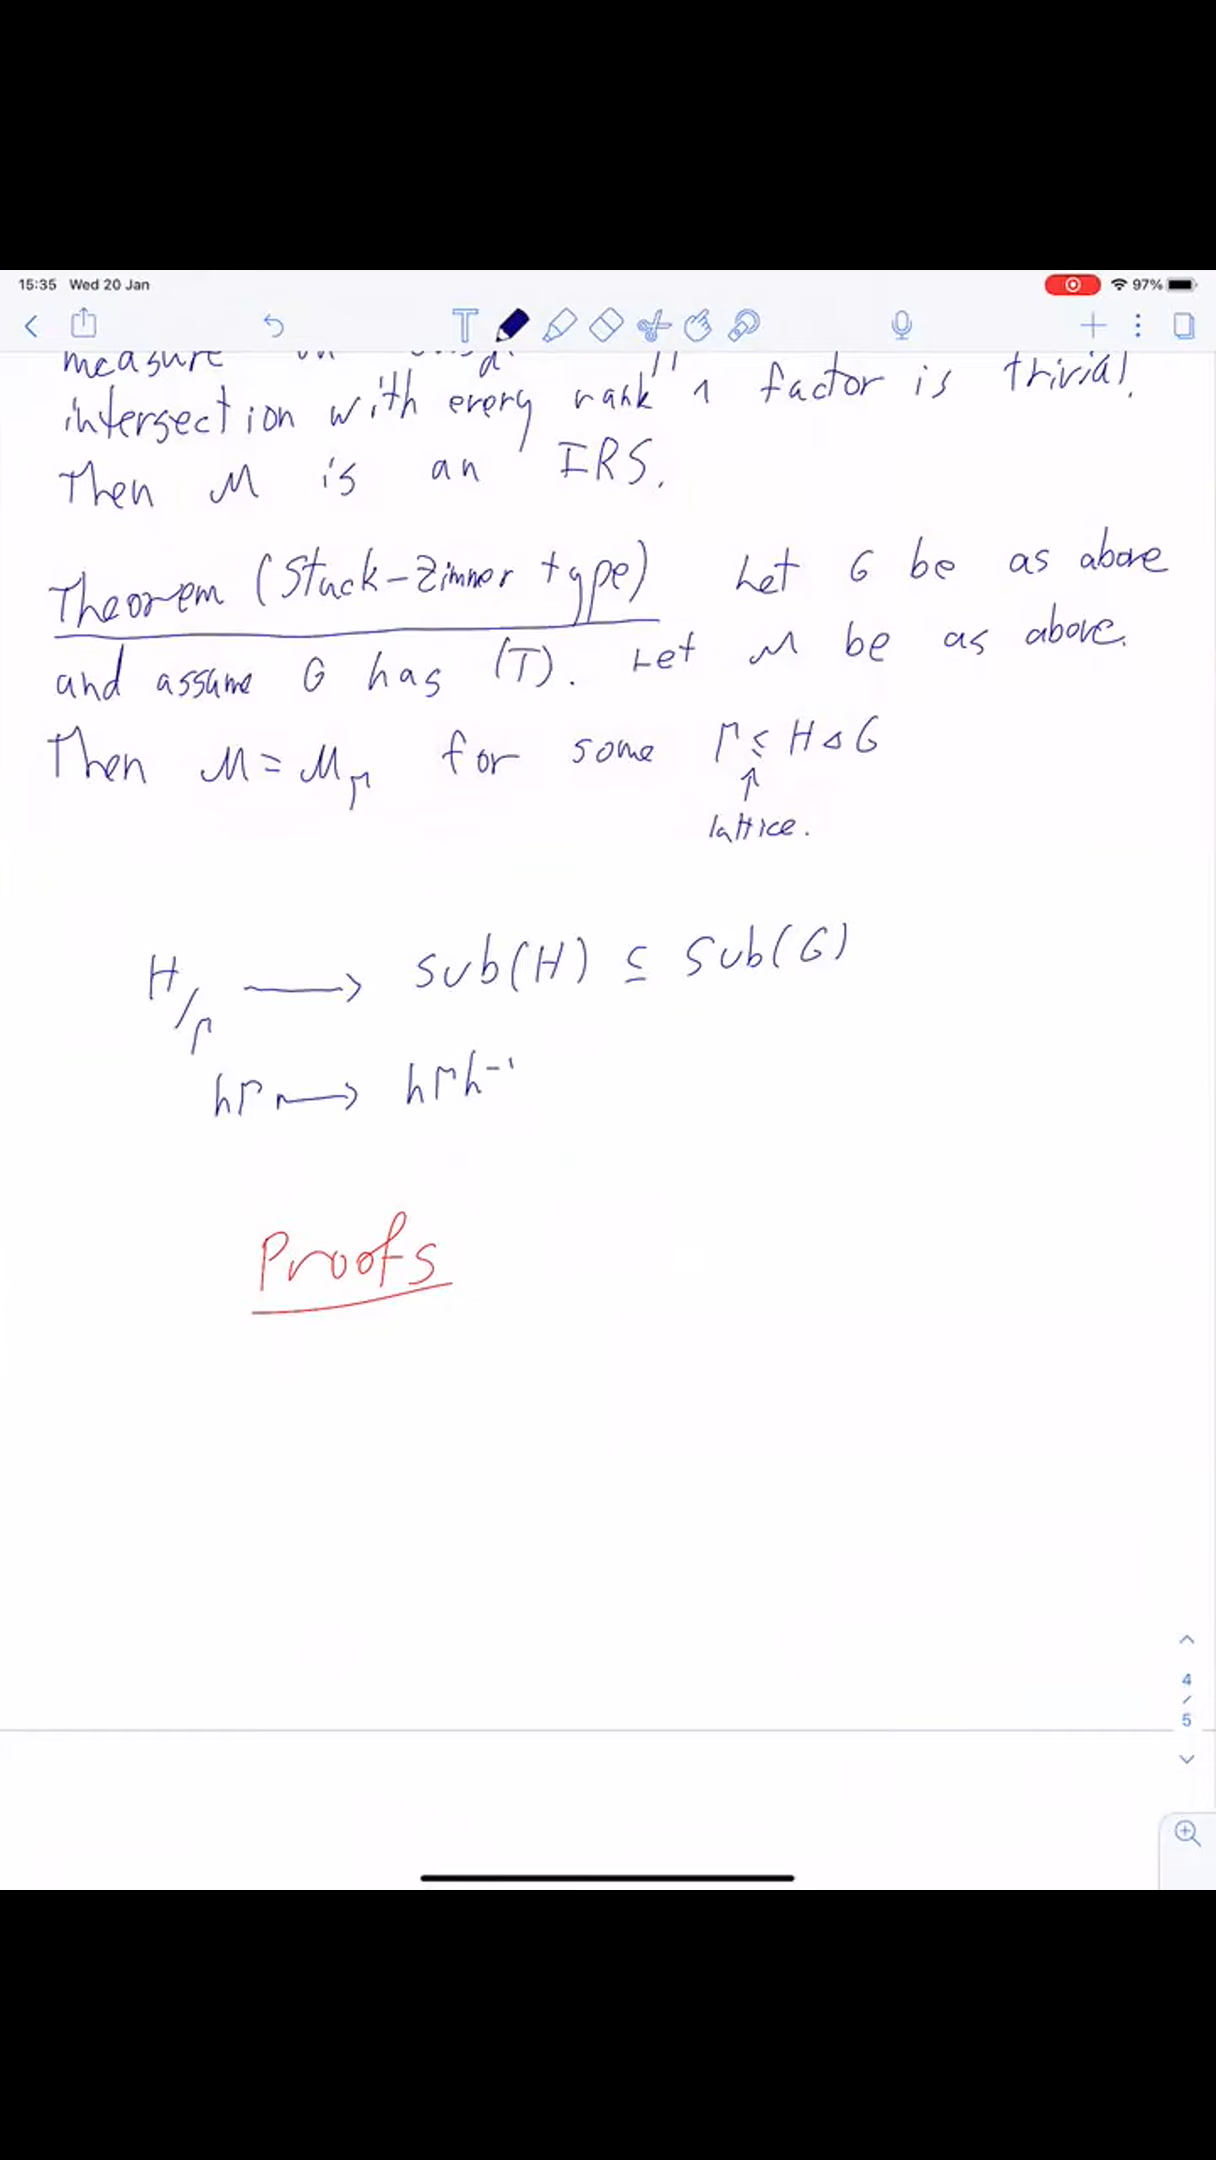 15:35 Wed 20 Jan
97%
measure
intersection with every rank 1 factor is trivial.
Then μ is an IRS.
Theorem (Stuck-Zimmer type) Let G be as above
and assume G has (T). Let μ be as above.
Then μ = μ_Γ for some Γ ≤ H ⊲ G
↑
lattice.
H/Γ ⟶ Sub(H) ⊆ Sub(G)
hΓ ⟼ hΓh⁻¹
Proofs
4
/
5